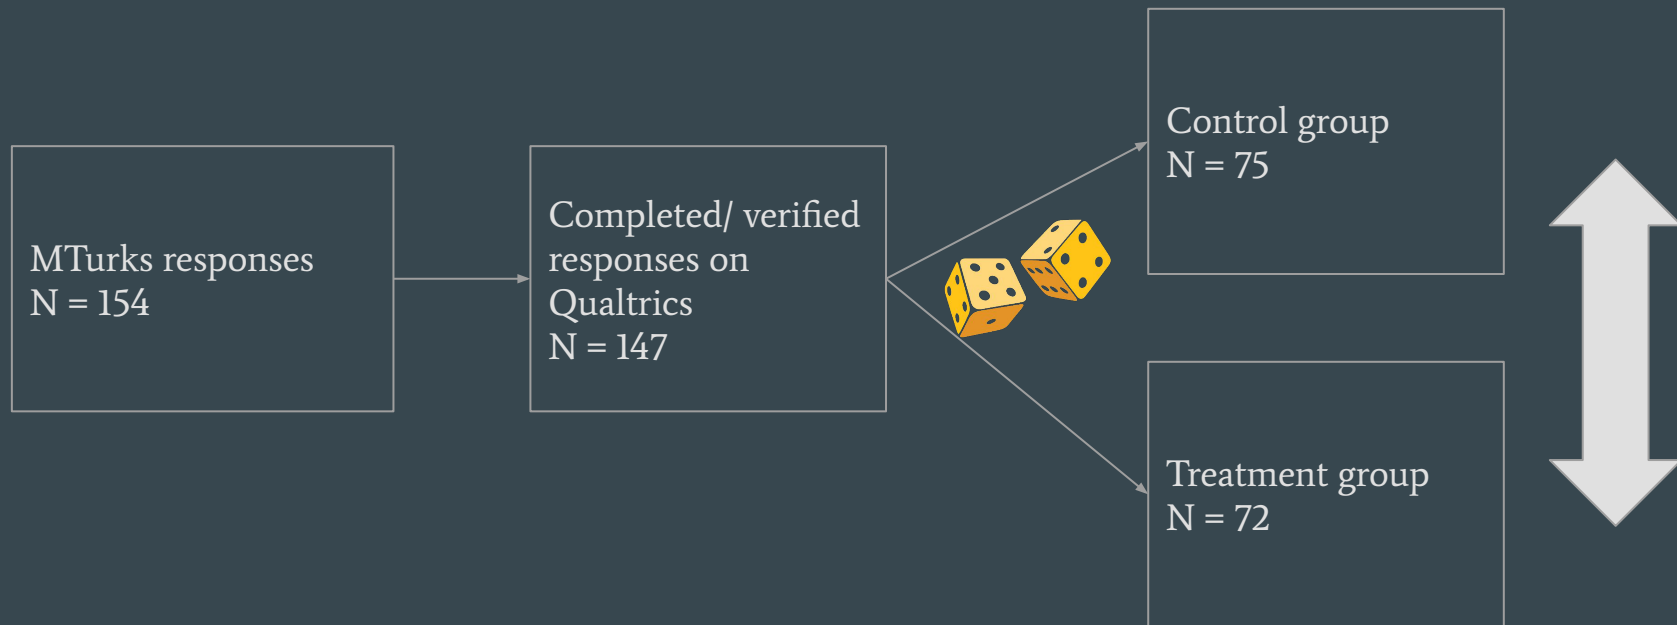 MTurks responses
N = 154
Completed/ verified
responses on
Qualtrics
N = 147
Control group
N = 75
Treatment group
N = 72